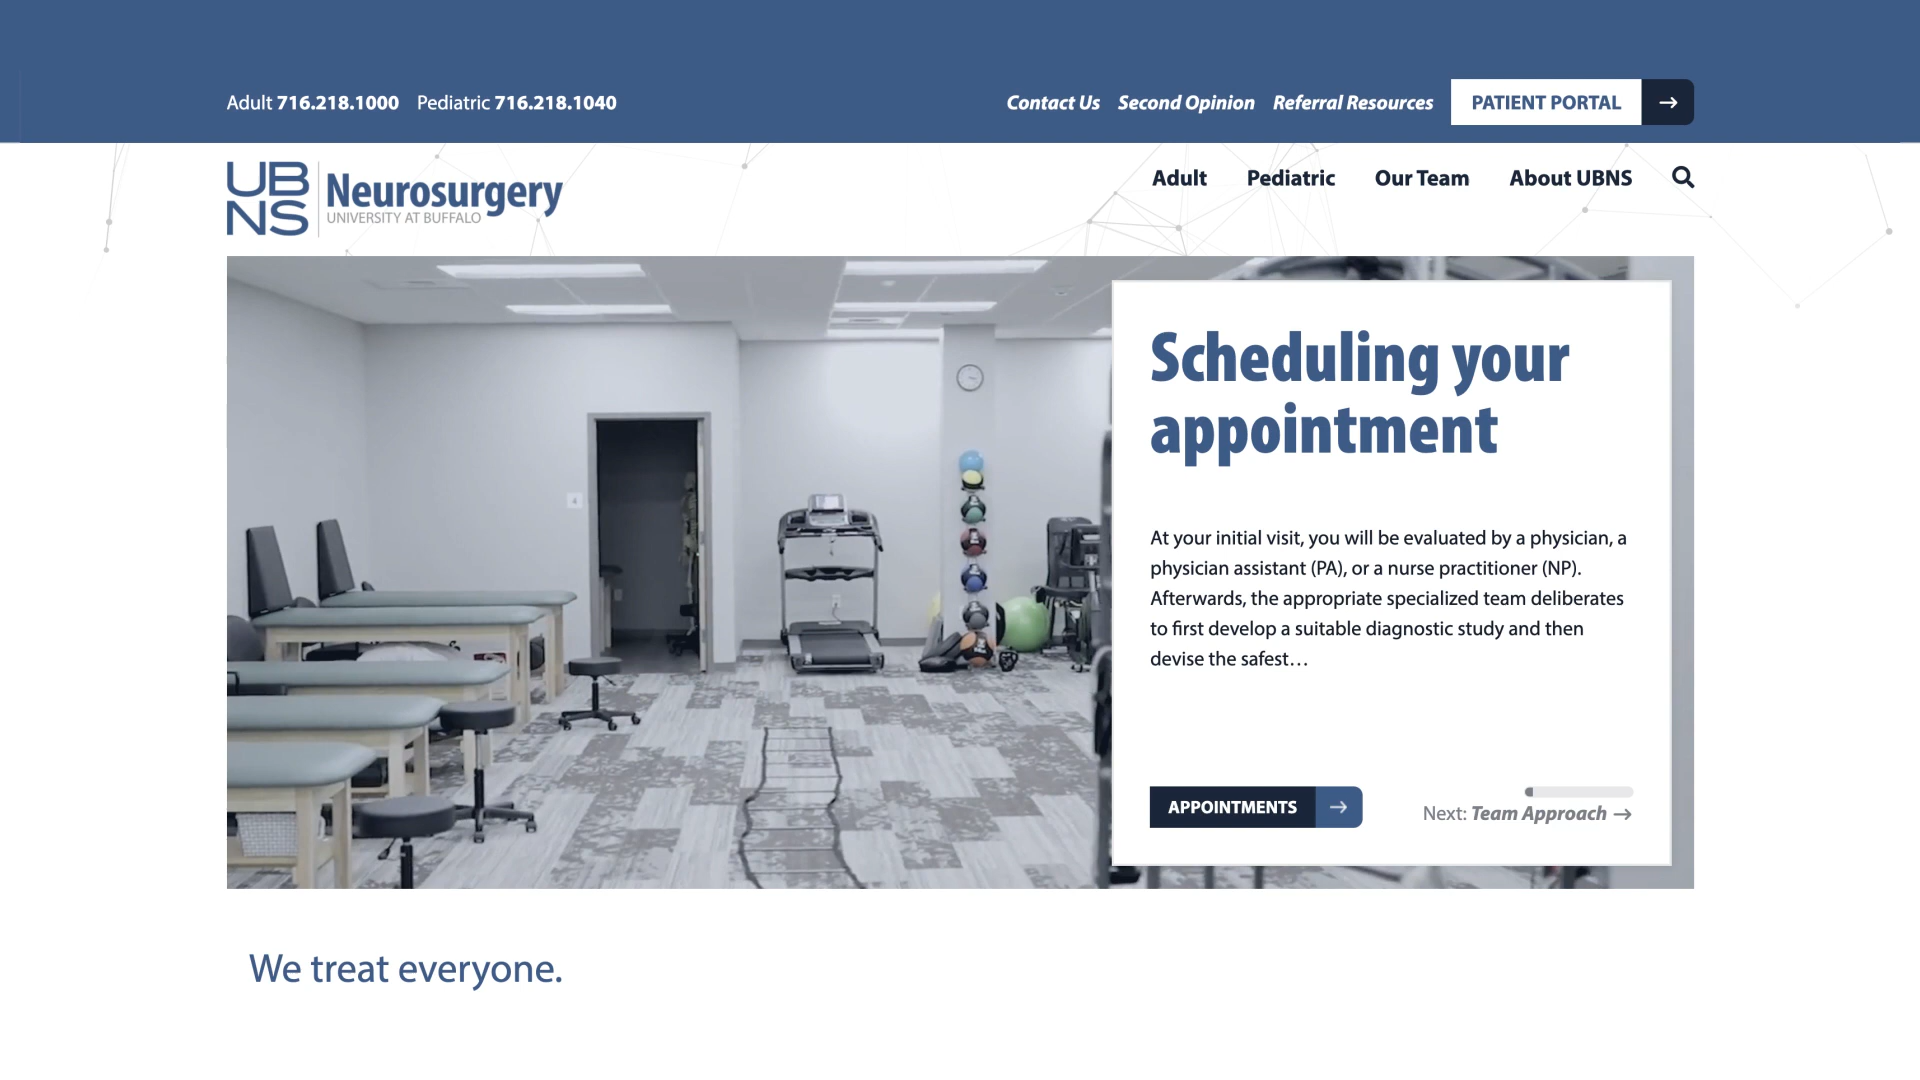 Adult 716.218.1000 Pediatric 716.218.1040
Contact Us Second Opinion Referral Resources PATIENT PORTAL →
UB
NS
Neurosurgery
UNIVERSITY AT BUFFALO
Adult Pediatric Our Team About UBNS
Scheduling your
appointment
At your initial visit, you will be evaluated by a physician, a
physician assistant (PA), or a nurse practitioner (NP).
Afterwards, the appropriate specialized team deliberates
to first develop a suitable diagnostic study and then
devise the safest…
APPOINTMENTS →
Next: Team Approach →
We treat everyone.